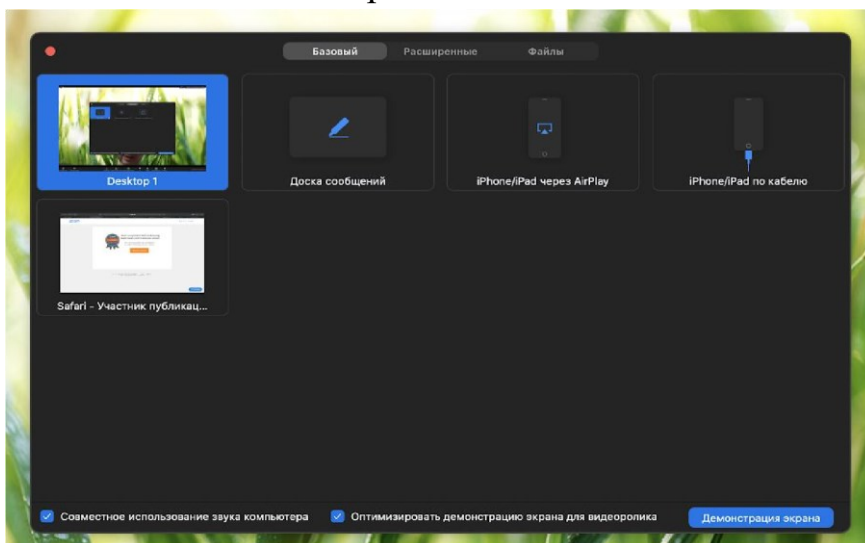 Базовый Расширенные Файлы
Desktop 1 Доска сообщений iPhone/iPad через AirPlay iPhone/iPad по кабелю
Safari - Участник публикац...
Совместное использование звука компьютера Оптимизировать демонстрацию экрана для видеоролика Демонстрация экрана